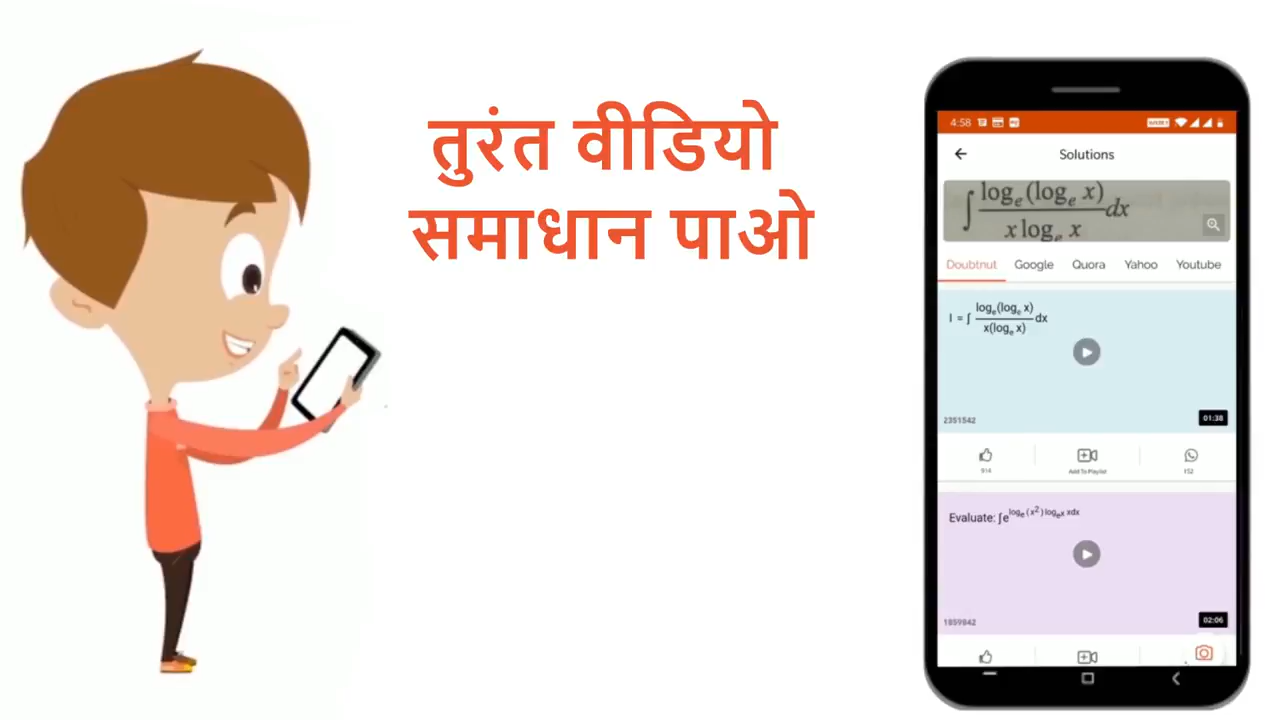 तुरंत वीडियो
समाधान पाओ
4:58
Solutions
∫ logₑ(logₑ x) / x logₑ x dx
Doubtnut Google Quora Yahoo Youtube
I = ∫ logₑ(logₑ x) / x(logₑ x) dx
2351542
01:38
914
Add To Playlist
152
Evaluate: ∫e^logₑ(x²) logₑx xdx
1859842
02:06